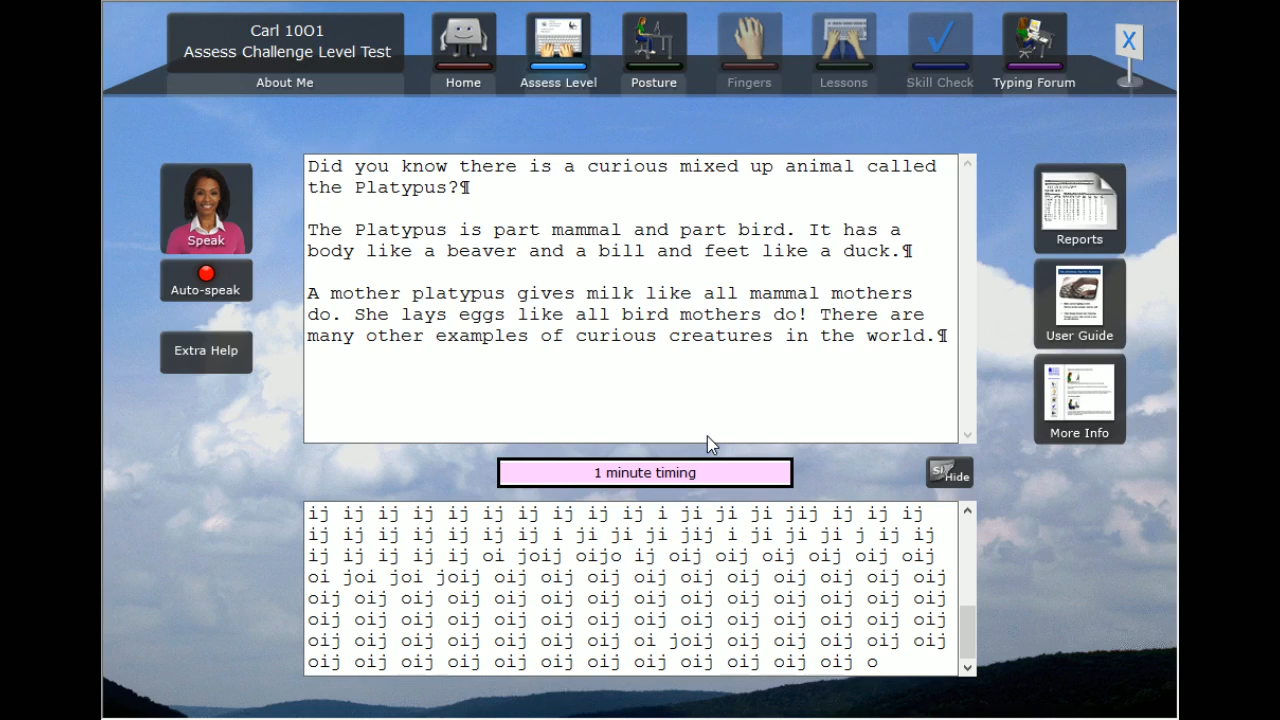 Carl 10O1
Assess Challenge Level Test
About Me
Home
Assess Level
Posture
Fingers
Lessons
Skill Check
Typing Forum
X
Speak
Auto-speak
Extra Help
Did you know there is a curious mixed up animal called
the Platypus?¶
The Platypus is part mammal and part bird. It has a
body like a beaver and a bill and feet like a duck.¶
A mother platypus gives milk like all mammal mothers
do. She lays eggs like all bird mothers do! There are
many other examples of curious creatures in the world.¶
Reports
User Guide
More Info
1 minute timing
Hide
ij ij ij ij ij ij ij ij ij ij i ji ji ji jij ij ij ij
ij ij ij ij ij ij ij i ji ji ji jij i ji ji ji j ij ij
ij ij ij ij ij oi joij oijo ij oij oij oij oij oij oij
oi joi joi joij oij oij oij oij oij oij oij oij oij oij
oij oij oij oij oij oij oij oij oij oij oij oij oij oij
oij oij oij oij oij oij oij oij oij oij oij oij oij oij
oij oij oij oij oij oij oij oi joij oij oij oij oij oij
oij oij oij oij oij oij oij oij oij oij oij oij o